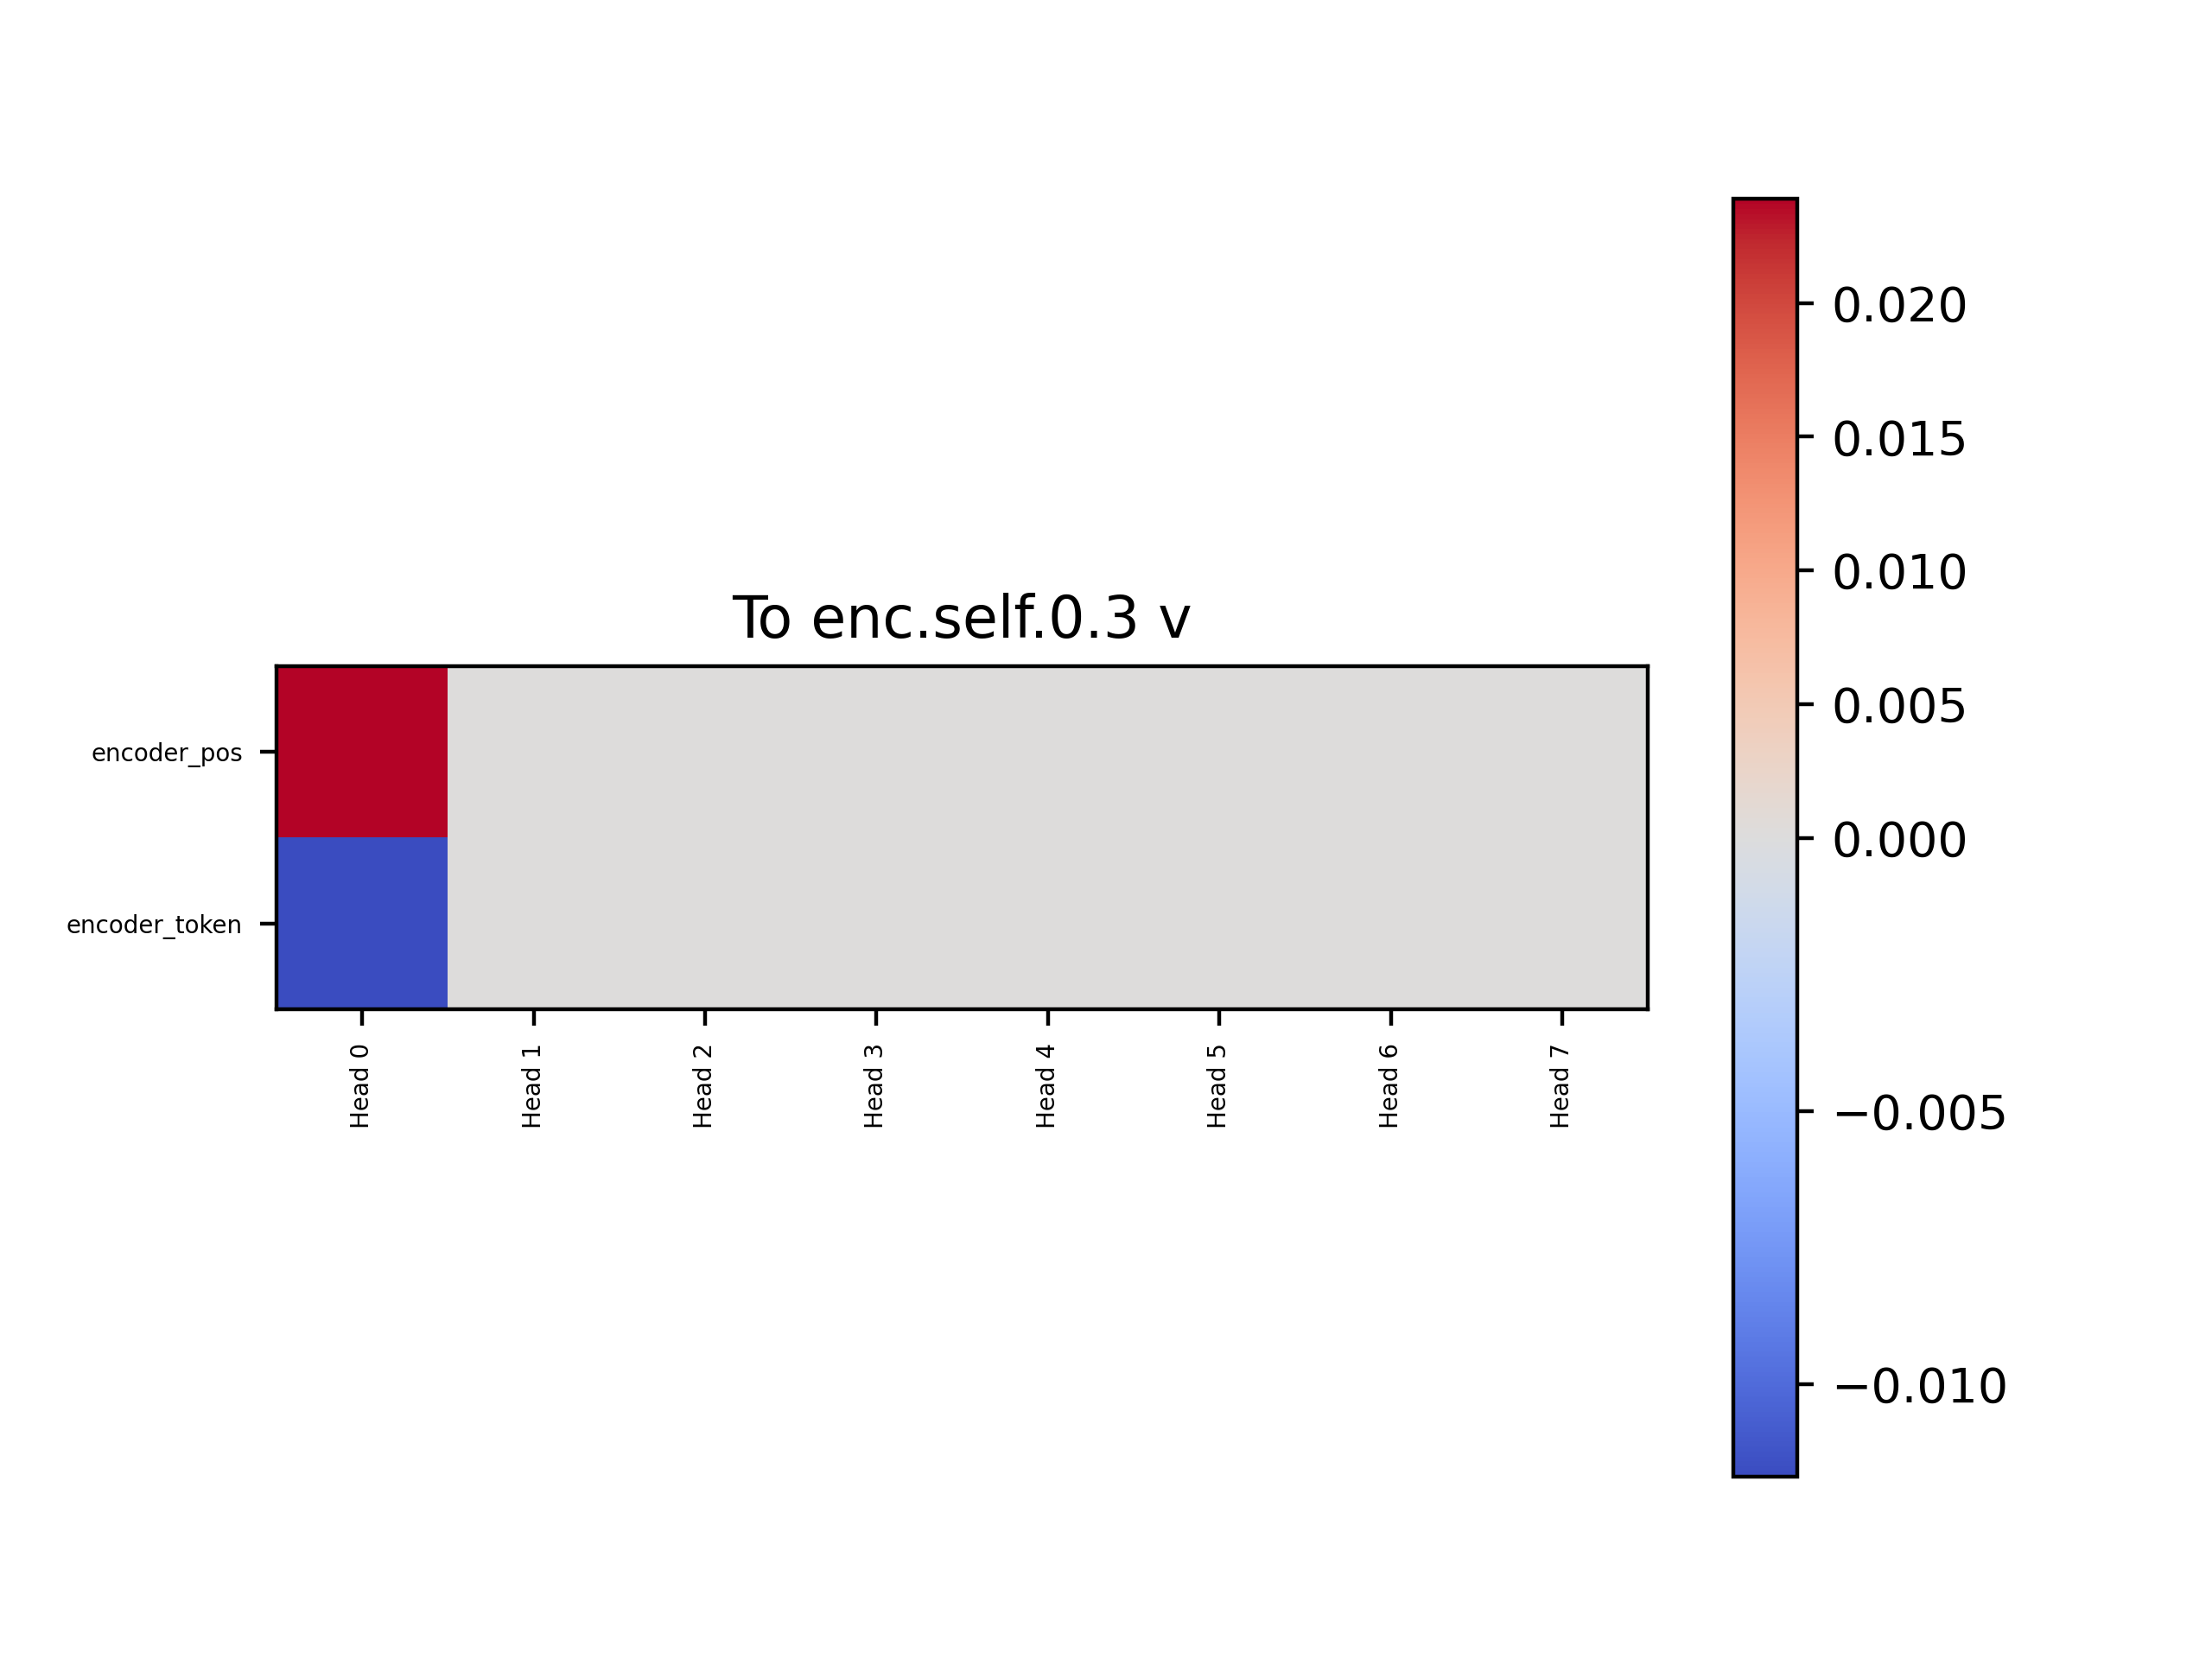 To enc.self.0.3 v
encoder_pos
encoder_token
Head 0
Head 1
Head 2
Head 3
Head 4
Head 5
Head 6
Head 7
0.020
0.015
0.010
0.005
0.000
−0.005
−0.010